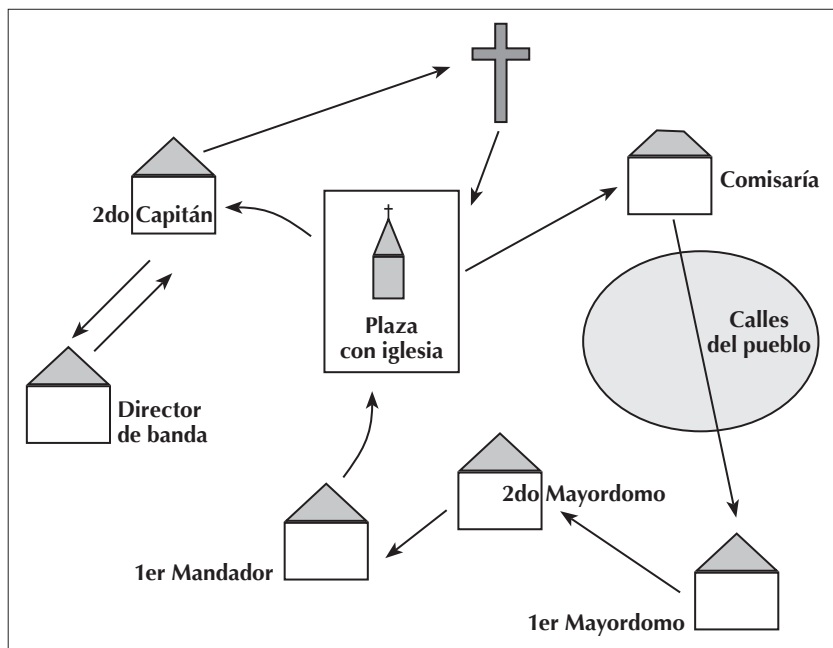 Comisaría
2do Capitán
Calles
del pueblo
Plaza
con iglesia
Director
de banda
2do Mayordomo
1er Mandador
1er Mayordomo